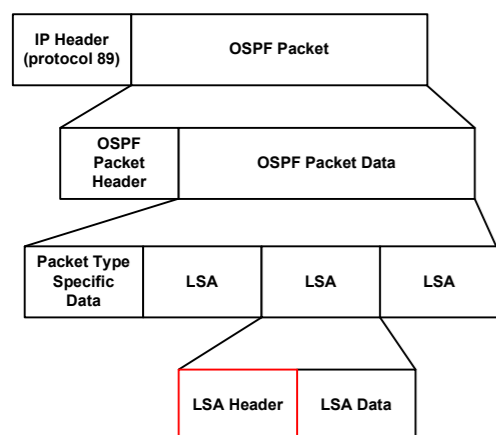 IP Header
(protocol 89)
OSPF Packet
OSPF
Packet
Header
OSPF Packet Data
Packet Type
Specific
Data
LSA
LSA
LSA
LSA Header
LSA Data